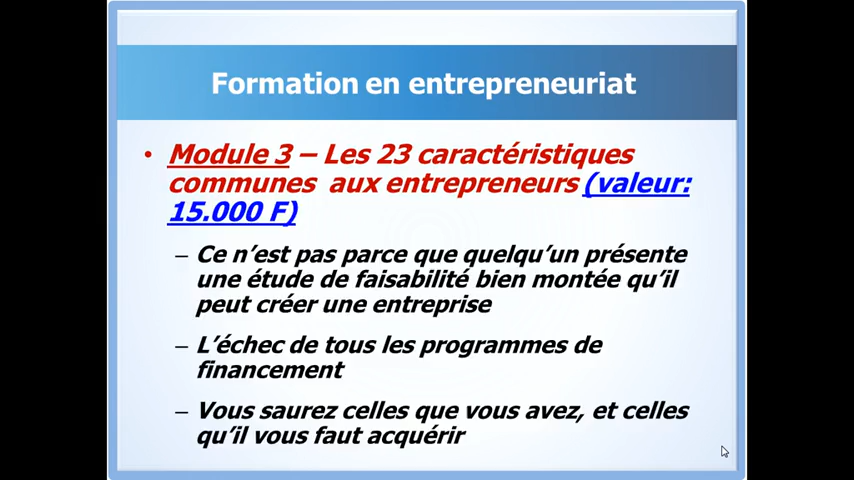 Formation en entrepreneuriat
• Module 3 – Les 23 caractéristiques
communes aux entrepreneurs (valeur:
15.000 F)
– Ce n’est pas parce que quelqu’un présente
une étude de faisabilité bien montée qu’il
peut créer une entreprise
– L’échec de tous les programmes de
financement
– Vous saurez celles que vous avez, et celles
qu’il vous faut acquérir